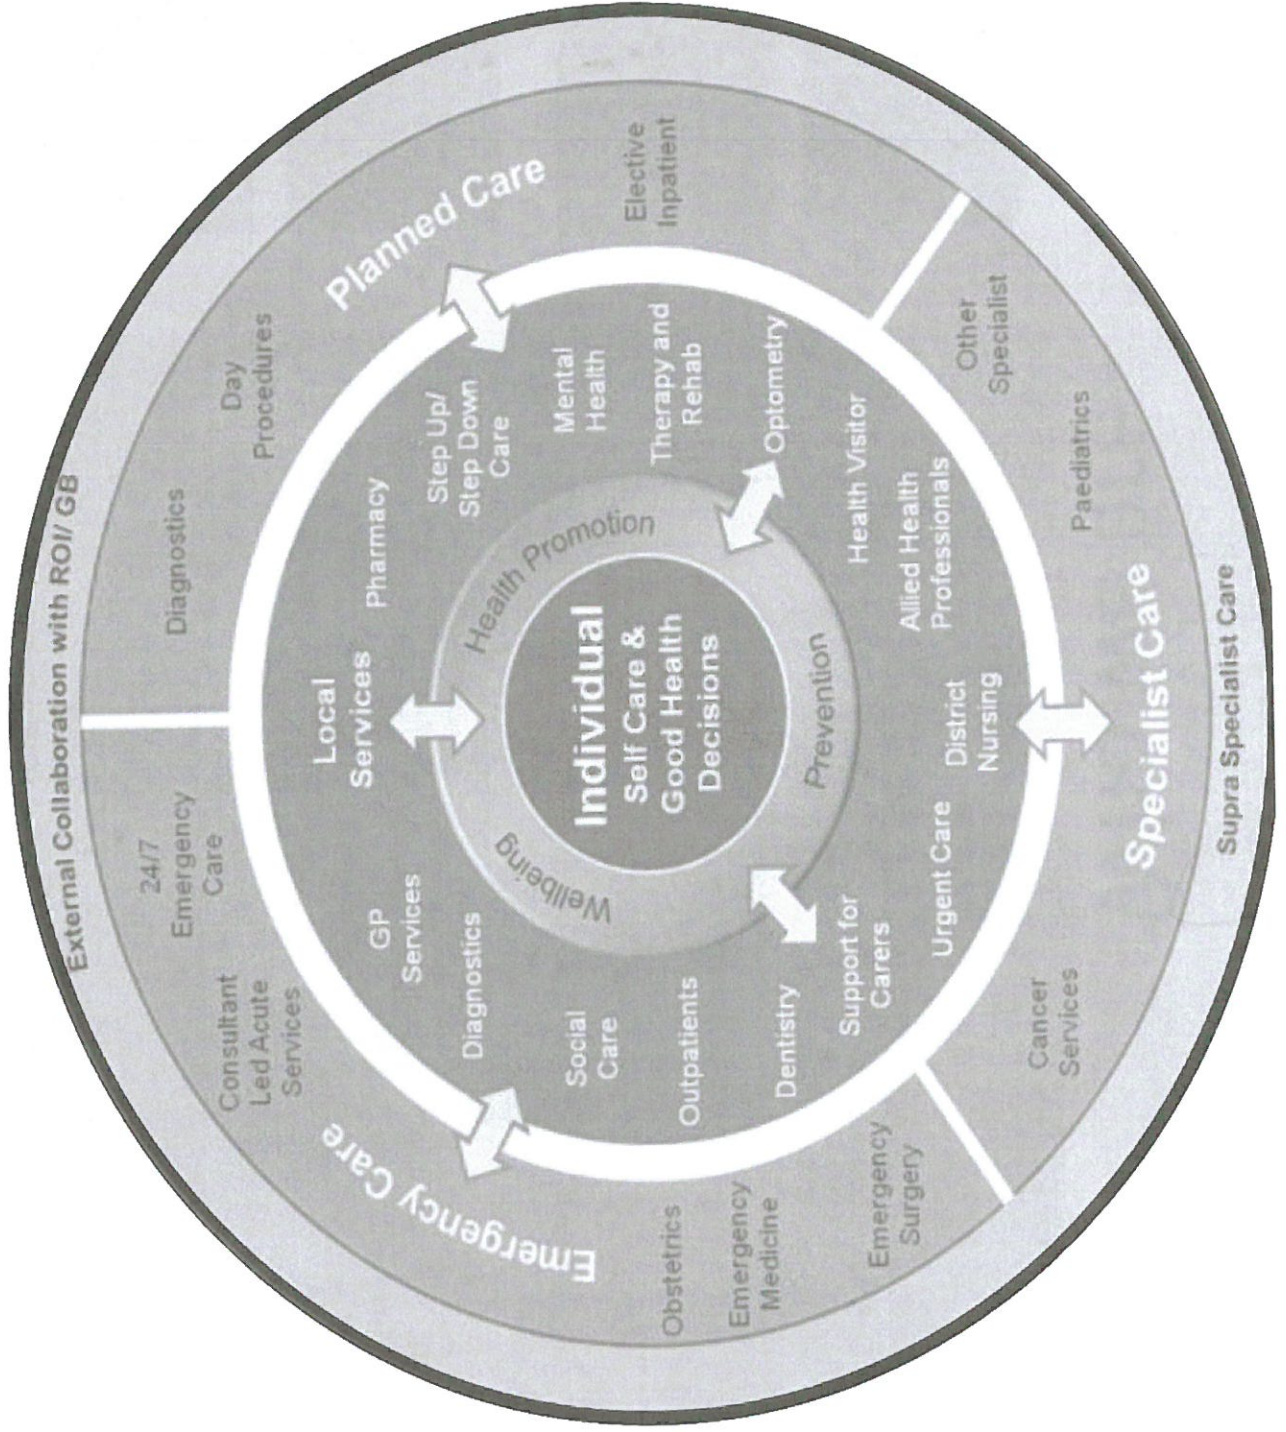 External Collaboration with ROI/ GB
24/7
Emergency
Care
Consultant
Led Acute
Services
Emergency Care
Obstetrics
Emergency
Medicine
Emergency
Surgery
Diagnostics
Day
Procedures
Planned Care
Elective
Inpatient
Other
Specialist
Paediatrics
Specialist Care
Cancer
Services
Supra Specialist Care
Local
Services
Pharmacy
Step Up/
Step Down
Care
Mental
Health
Therapy and
Rehab
Optometry
Health Visitor
Allied Health
Professionals
District
Nursing
Urgent Care
Support for
Carers
Dentistry
Outpatients
Social
Care
Diagnostics
GP
Services
Health Promotion
Prevention
Wellbeing
Individual
Self Care &
Good Health
Decisions